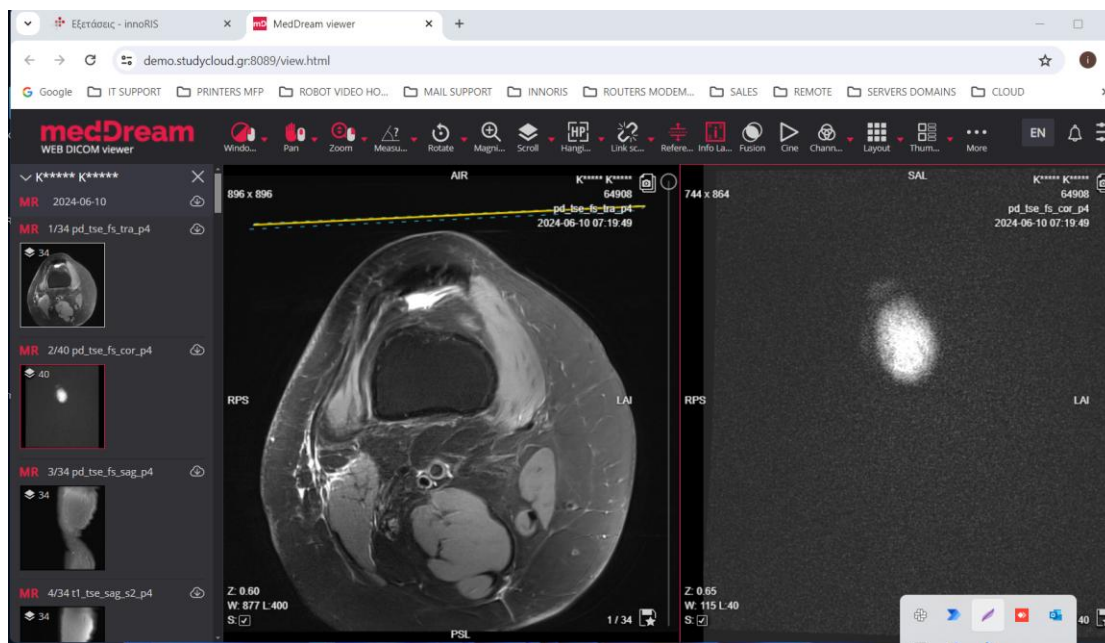 Εξετάσεις - innoRIS
MedDream viewer
demo.studycloud.gr:8089/view.html
Google
IT SUPPORT
PRINTERS MFP
ROBOT VIDEO HO...
MAIL SUPPORT
INNORIS
ROUTERS MODEM...
SALES
REMOTE
SERVERS DOMAINS
CLOUD
medDream
WEB DICOM viewer
Windo...
Pan
Zoom
Measu...
Rotate
Magni...
Scroll
Hangi...
Link sc...
Refere...
Info La...
Fusion
Cine
Chann...
Layout
Thum...
More
EN
K***** K*****
MR 2024-06-10
MR 1/34 pd_tse_fs_tra_p4
34
MR 2/40 pd_tse_fs_cor_p4
40
MR 3/34 pd_tse_fs_sag_p4
34
MR 4/34 t1_tse_sag_s2_p4
34
896 x 896
AIR
K***** K*****
64908
pd_tse_fs_tra_p4
2024-06-10 07:19:49
RPS
LAI
Z: 0.60
W: 877 L:400
S:
PSL
1 / 34
744 x 864
SAL
K***** K*****
64908
pd_tse_fs_cor_p4
2024-06-10 07:19:49
RPS
LAI
Z: 0.65
W: 115 L:40
S:
40